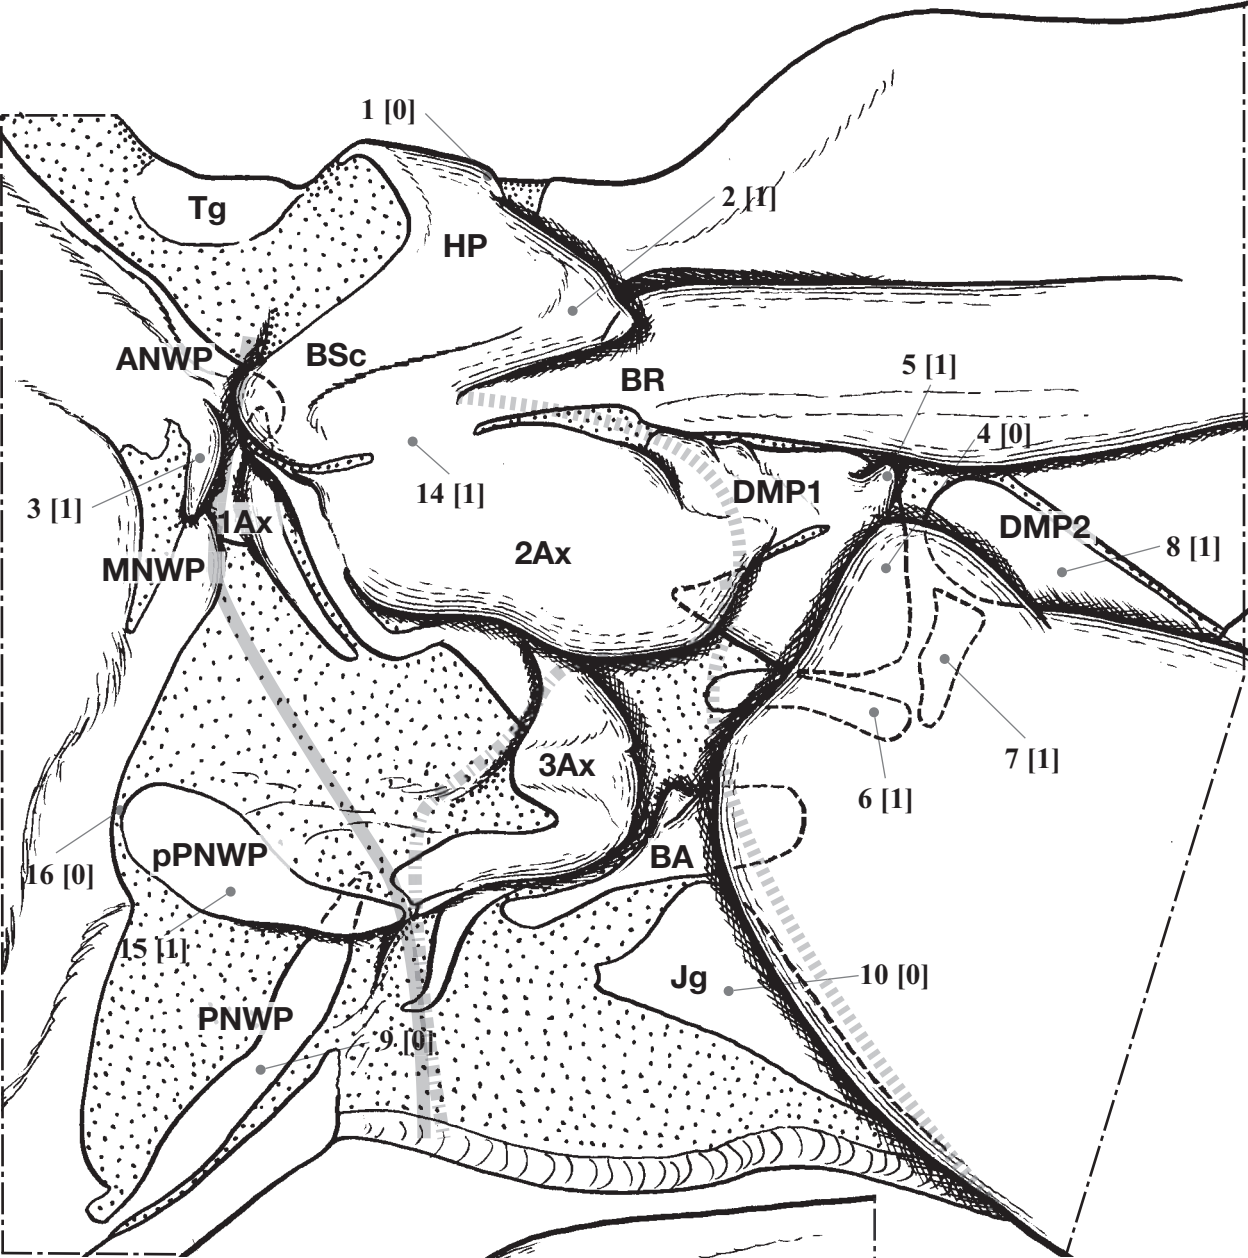 1 [0]
Tg
2 [1]
HP
ANWP
BSc
BR
5 [1]
4 [0]
3 [1]
14 [1]
DMP1
1Ax
DMP2
2Ax
8 [1]
MNWP
3Ax
7 [1]
6 [1]
pPNWP
BA
16 [0]
15 [1]
Jg
10 [0]
PNWP
9 [0]